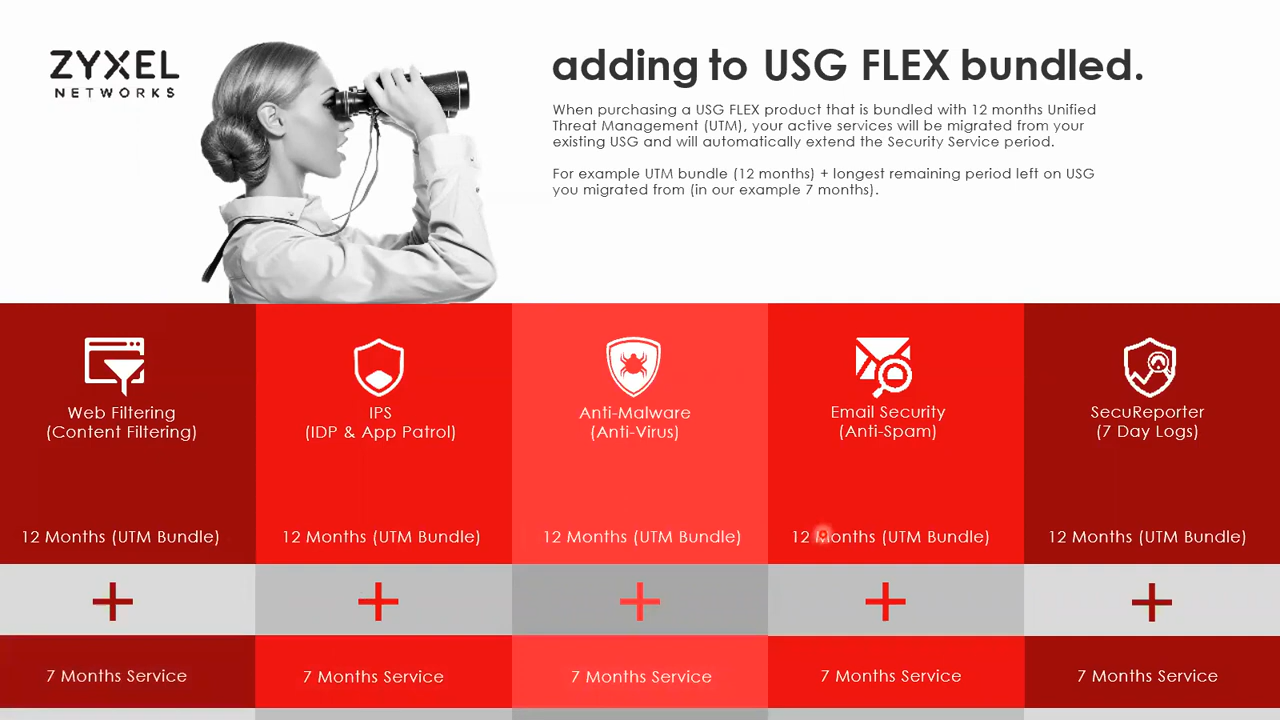 ZYXEL
NETWORKS
adding to USG FLEX bundled.
When purchasing a USG FLEX product that is bundled with 12 months Unified
Threat Management (UTM), your active services will be migrated from your
existing USG and will automatically extend the Security Service period.
For example UTM bundle (12 months) + longest remaining period left on USG
you migrated from (in our example 7 months).
Web Filtering
(Content Filtering)
IPS
(IDP & App Patrol)
Anti-Malware
(Anti-Virus)
Email Security
(Anti-Spam)
SecuReporter
(7 Day Logs)
12 Months (UTM Bundle)
12 Months (UTM Bundle)
12 Months (UTM Bundle)
12 Months (UTM Bundle)
12 Months (UTM Bundle)
+ + + + +
7 Months Service
7 Months Service
7 Months Service
7 Months Service
7 Months Service